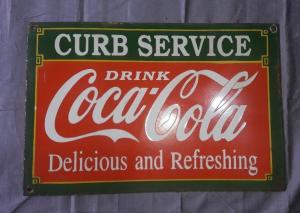 CURB SERVICE
DRINK
Coca-Cola
Delicious and Refreshing